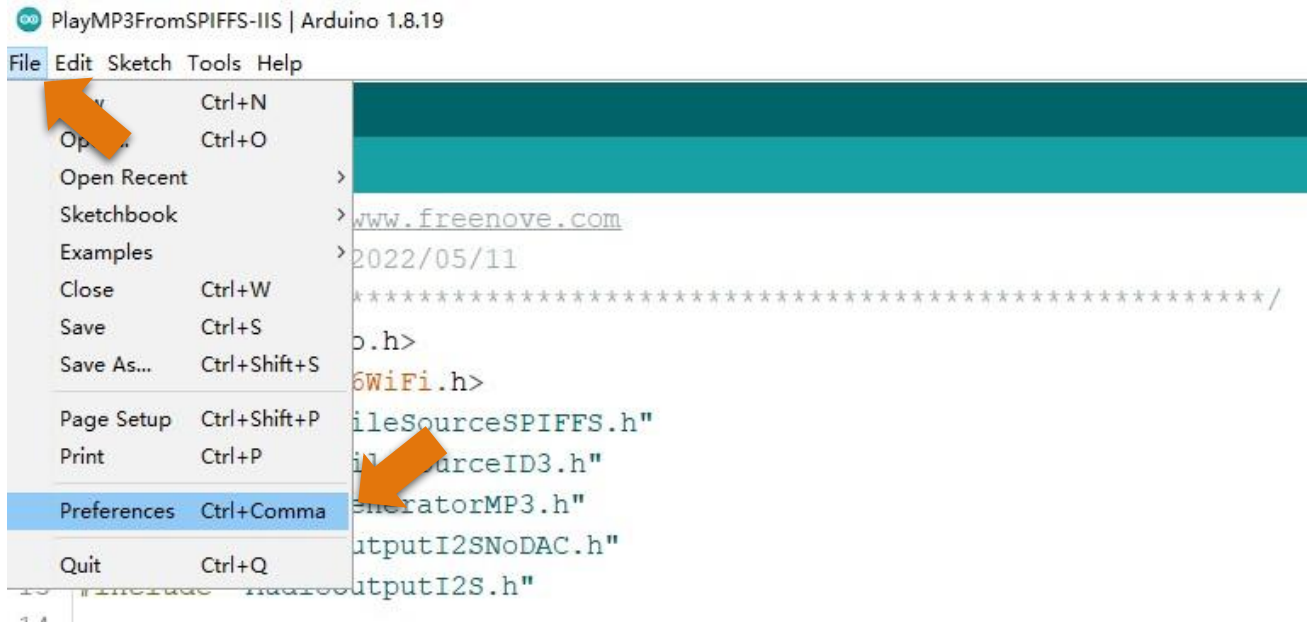 PlayMP3FromSPIFFS-IIS | Arduino 1.8.19
File Edit Sketch Tools Help
Ctrl+N
Ctrl+O
Open Recent >
Sketchbook >
www.freenove.com
Examples >
2022/05/11
Close Ctrl+W
**********************************************************/
Save Ctrl+S
o.h>
Save As... Ctrl+Shift+S
6WiFi.h>
Page Setup Ctrl+Shift+P
ileSourceSPIFFS.h"
Print Ctrl+P
urceID3.h"
Preferences Ctrl+Comma
eneratorMP3.h"
utputI2SNoDAC.h"
Quit Ctrl+Q
utputI2S.h"